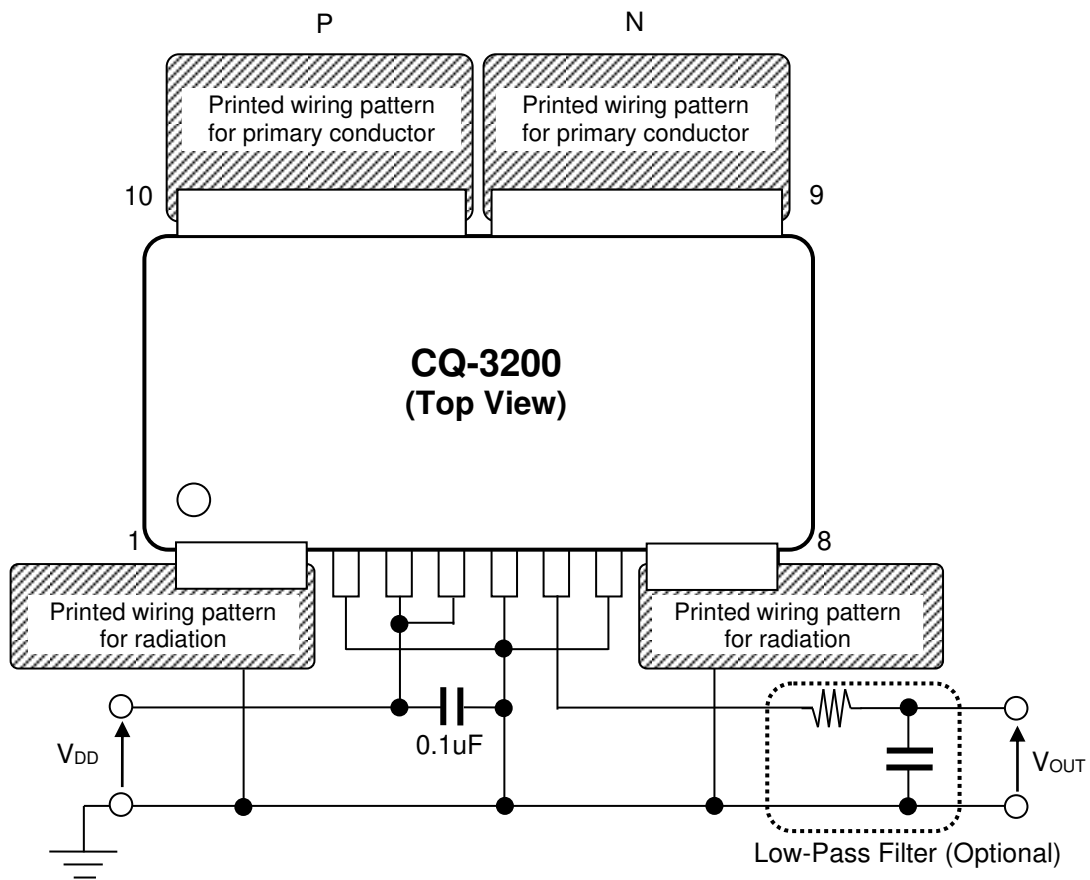 P
N
Printed wiring pattern
for primary conductor
Printed wiring pattern
for primary conductor
10
9
CQ-3200
(Top View)
1
8
Printed wiring pattern
for radiation
Printed wiring pattern
for radiation
0.1uF
VDD
VOUT
Low-Pass Filter (Optional)